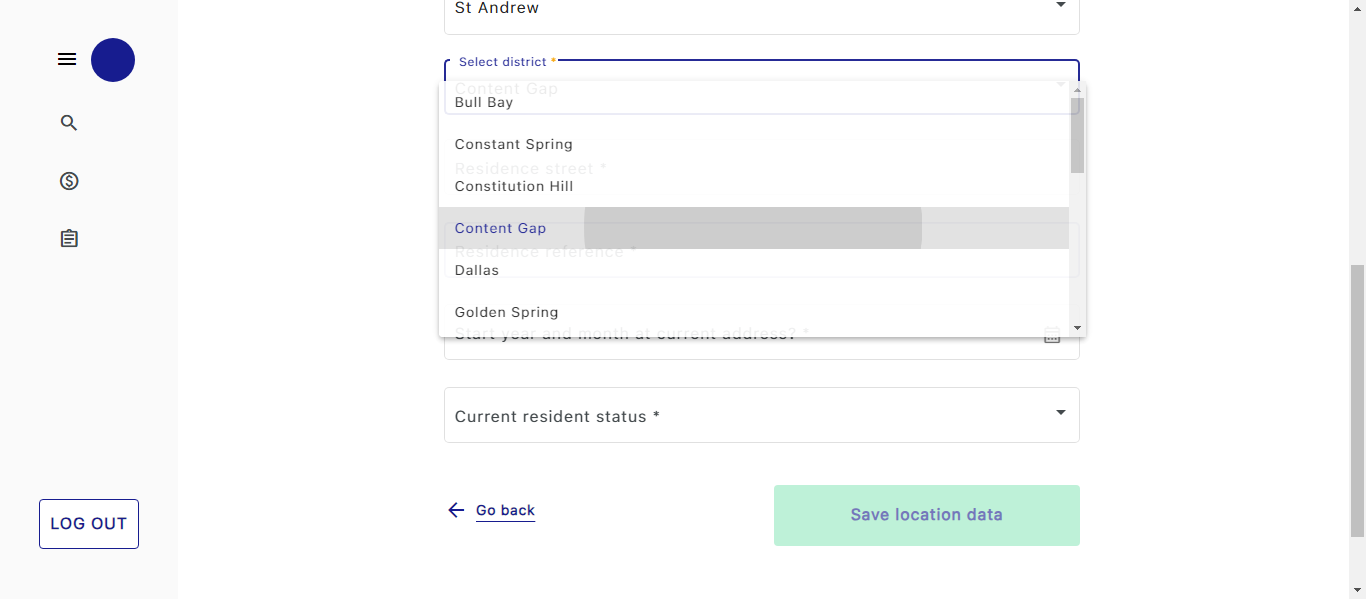 St Andrew
Select district *
Content Gap
Bull Bay
Constant Spring
Residence street *
Constitution Hill
Content Gap
Residence reference *
Dallas
Golden Spring
Start year and month at current address? *
Current resident status *
Go back
Save location data
LOG OUT